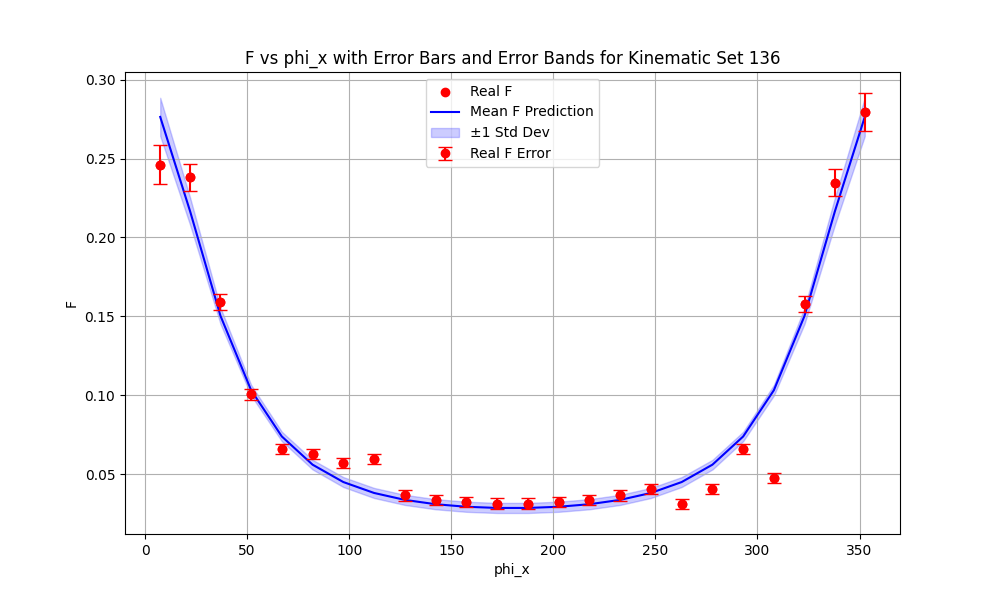 F vs phi_x with Error Bars and Error Bands for Kinematic Set 136
Real F
Mean F Prediction
±1 Std Dev
Real F Error
0.30
0.25
0.20
0.15
0.10
0.05
F
0 50 100 150 200 250 300 350
phi_x